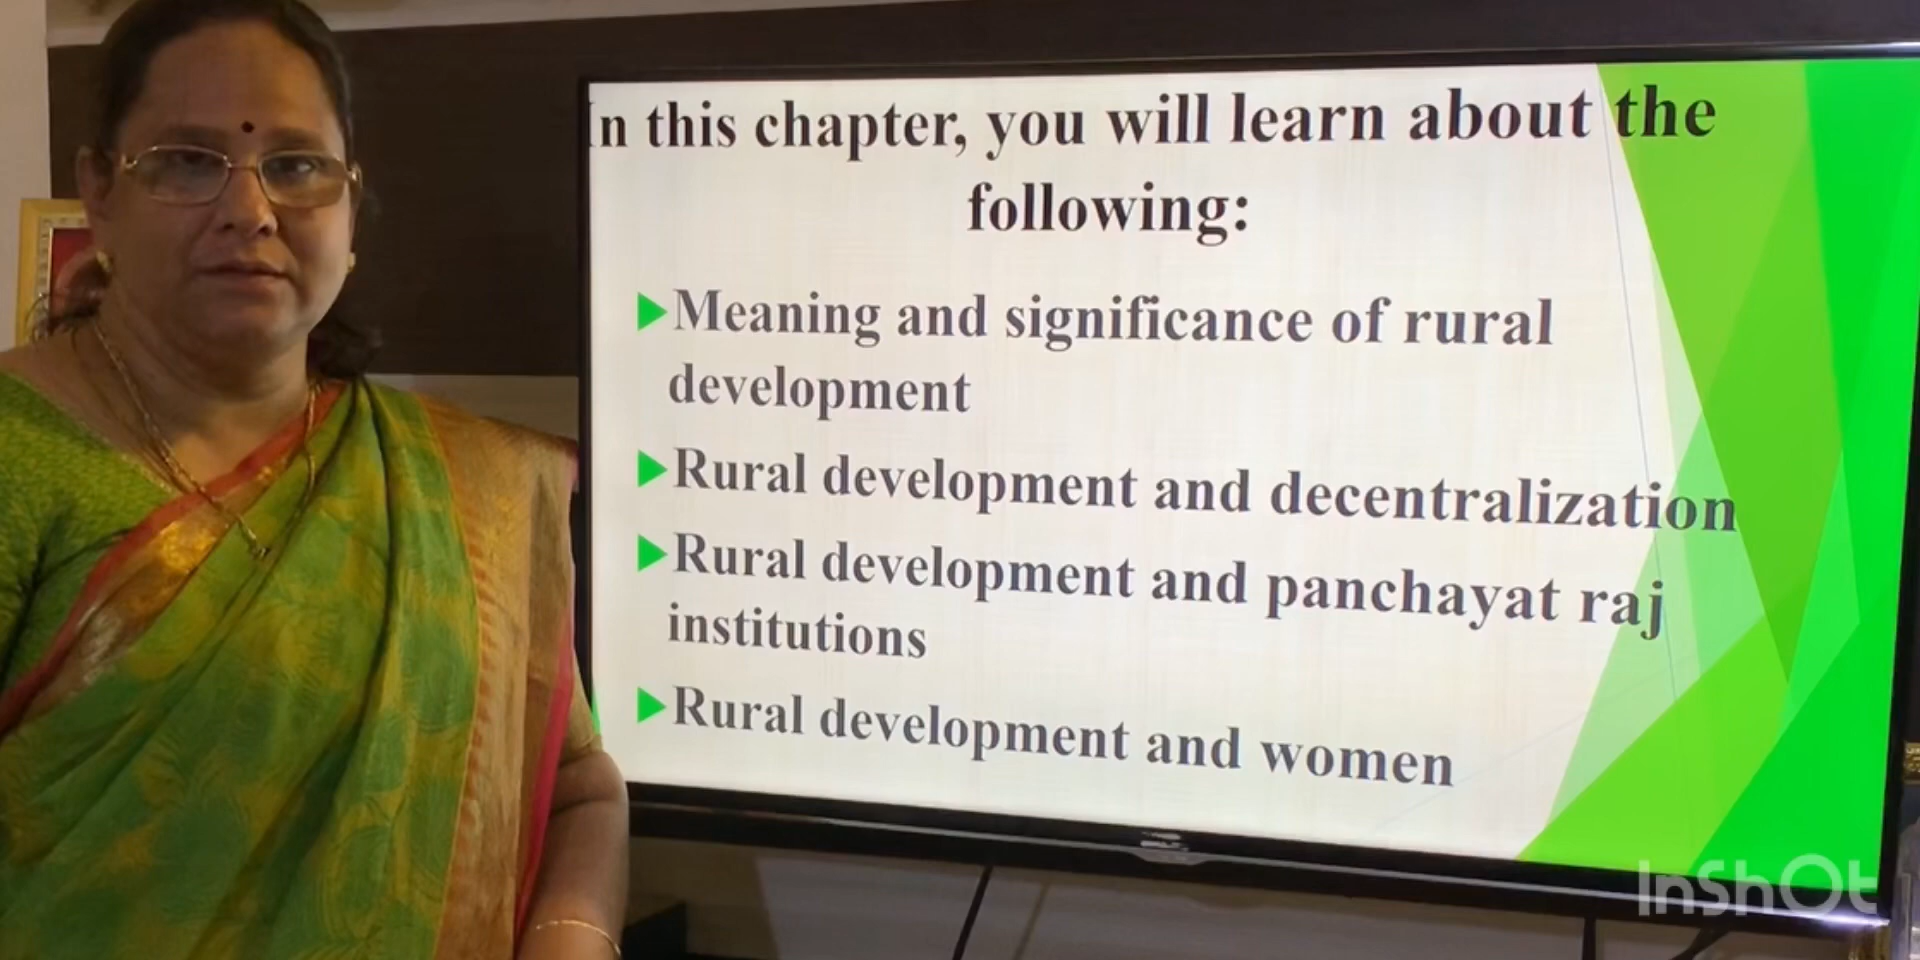 In this chapter, you will learn about the
following:
Meaning and significance of rural
development
Rural development and decentralization
Rural development and panchayat raj
institutions
Rural development and women
InShOt